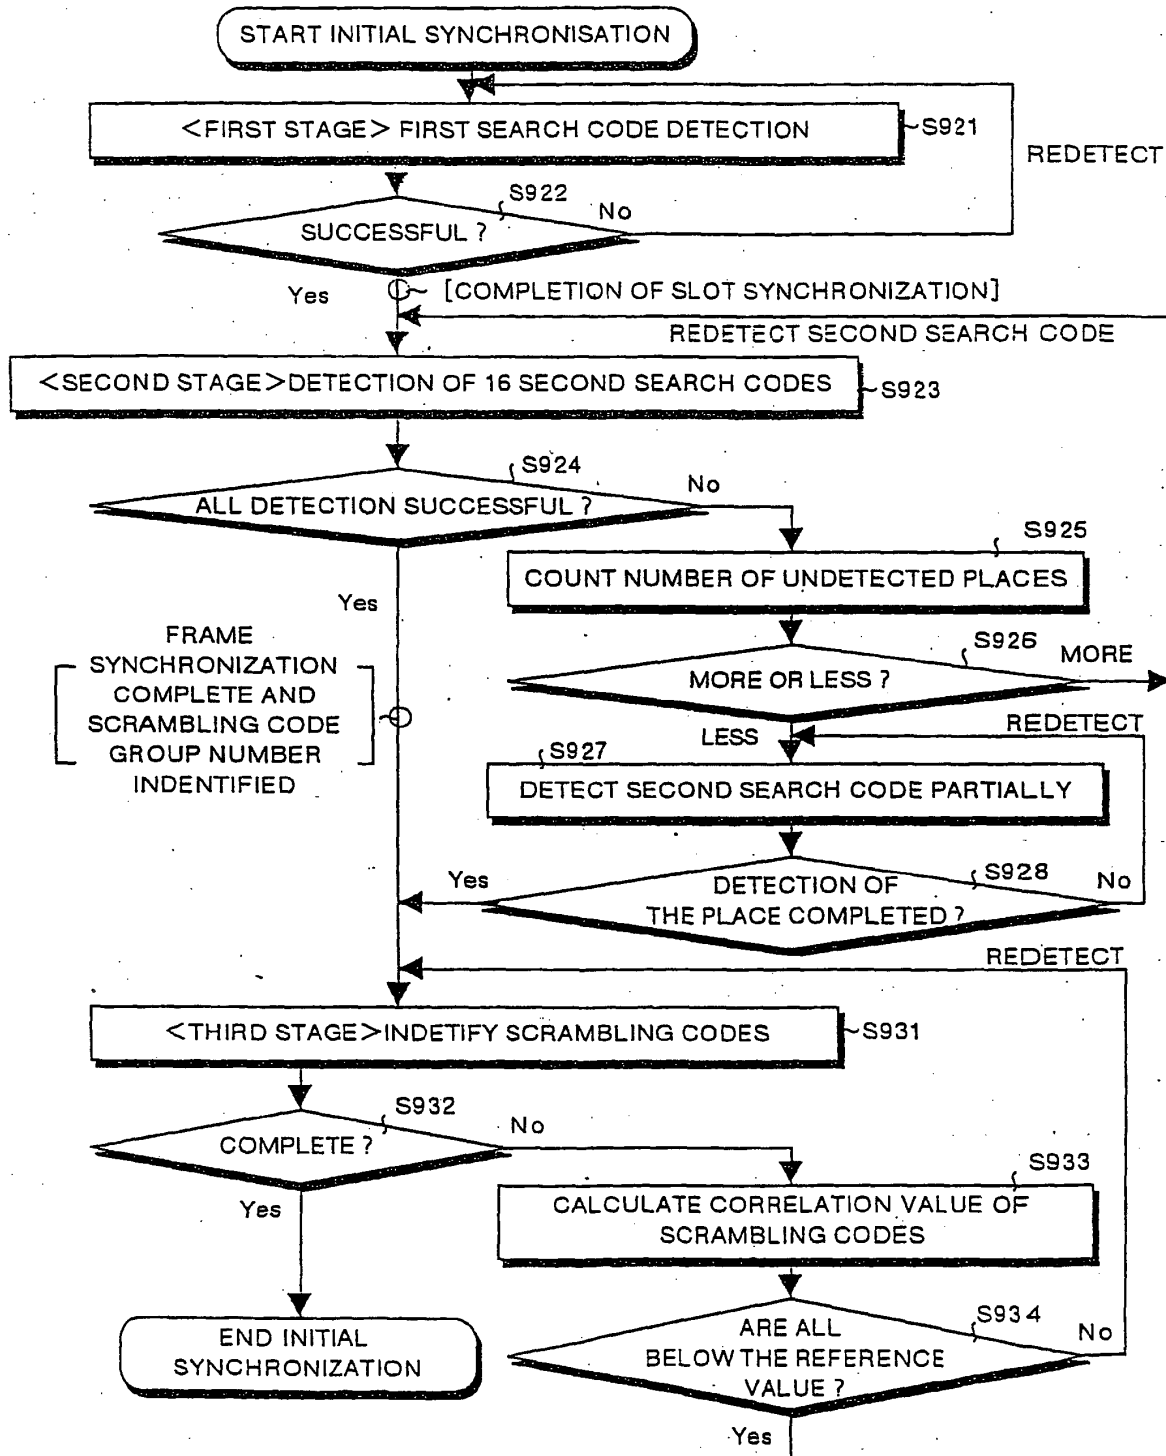 START INITIAL SYNCHRONISATION
<FIRST STAGE> FIRST SEARCH CODE DETECTION
S921
REDETECT
S922
SUCCESSFUL ?
No
Yes
[COMPLETION OF SLOT SYNCHRONIZATION]
REDETECT SECOND SEARCH CODE
<SECOND STAGE>DETECTION OF 16 SECOND SEARCH CODES
S923
S924
ALL DETECTION SUCCESSFUL ?
No
S925
COUNT NUMBER OF UNDETECTED PLACES
Yes
FRAME
SYNCHRONIZATION
COMPLETE AND
SCRAMBLING CODE
GROUP NUMBER
INDENTIFIED
S926
MORE OR LESS ?
MORE
LESS
REDETECT
S927
DETECT SECOND SEARCH CODE PARTIALLY
S928
DETECTION OF
THE PLACE COMPLETED ?
Yes
No
REDETECT
<THIRD STAGE>INDETIFY SCRAMBLING CODES
S931
S932
COMPLETE ?
No
Yes
S933
CALCULATE CORRELATION VALUE OF
SCRAMBLING CODES
END INITIAL
SYNCHRONIZATION
S934
ARE ALL
BELOW THE REFERENCE
VALUE ?
No
Yes